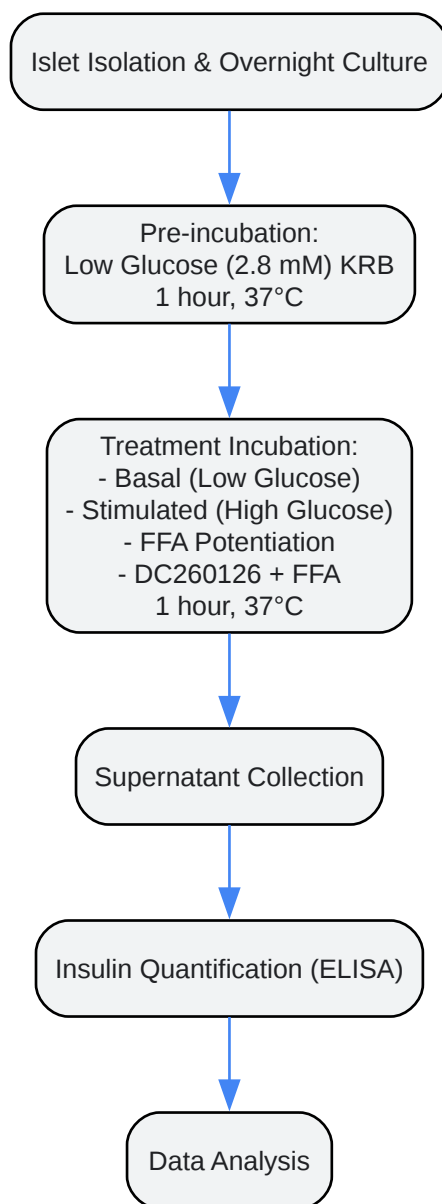 Islet Isolation & Overnight Culture
Pre-incubation:
Low Glucose (2.8 mM) KRB
1 hour, 37°C
Treatment Incubation:
- Basal (Low Glucose)
- Stimulated (High Glucose)
- FFA Potentiation
- DC260126 + FFA
1 hour, 37°C
Supernatant Collection
Insulin Quantification (ELISA)
Data Analysis